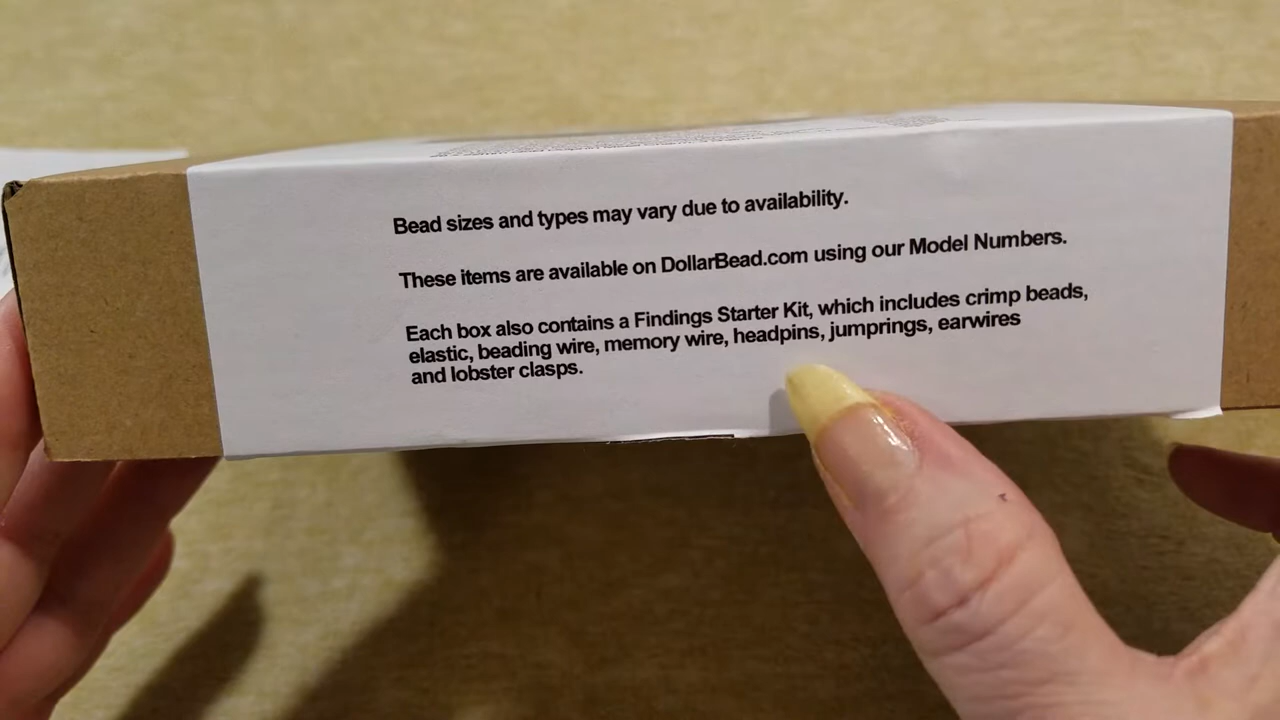 Bead sizes and types may vary due to availability.
These items are available on DollarBead.com using our Model Numbers.
Each box also contains a Findings Starter Kit, which includes crimp beads,
elastic, beading wire, memory wire, headpins, jumprings, earwires
and lobster clasps.